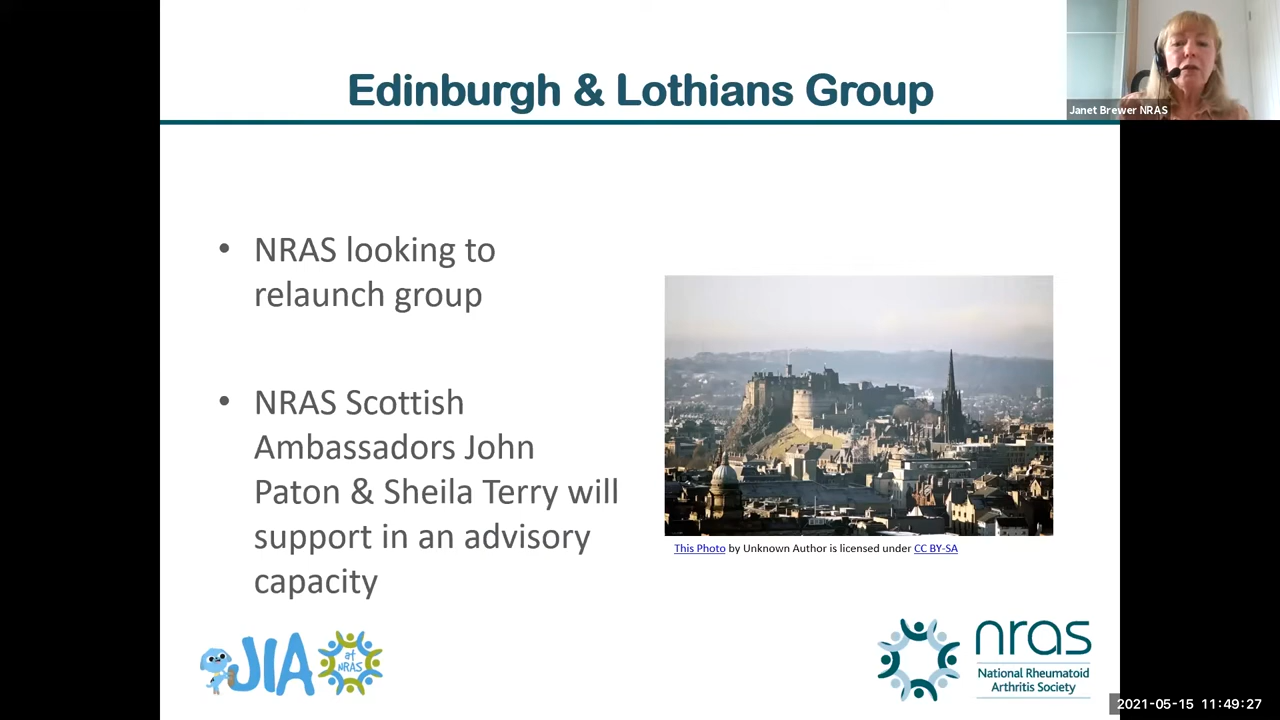 Edinburgh & Lothians Group
Janet Brewer NRAS
• NRAS looking to
relaunch group
• NRAS Scottish
Ambassadors John
Paton & Sheila Terry will
support in an advisory
capacity
This Photo by Unknown Author is licensed under CC BY-SA
JIA
at
NRAS
nras
National Rheumatoid
Arthritis Society
2021-05-15 11:49:27